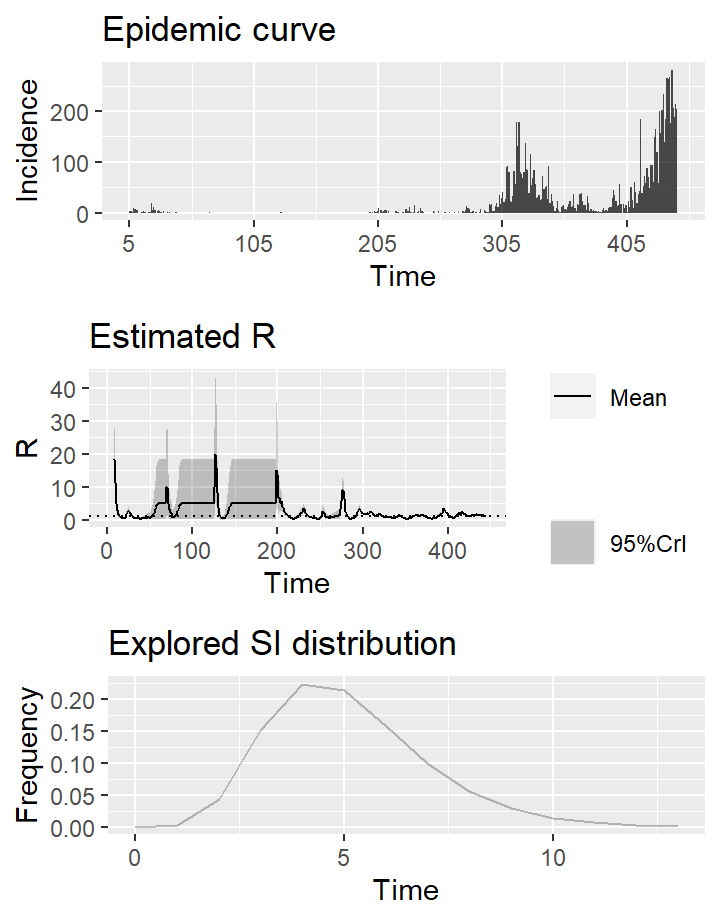 Epidemic curve
Incidence
200
100
0
5 105 205 305 405
Time
Estimated R
R
40
30
20
10
0
0 100 200 300 400
Time
Mean
95%CrI
Explored SI distribution
Frequency
0.20
0.15
0.10
0.05
0.00
0 5 10
Time